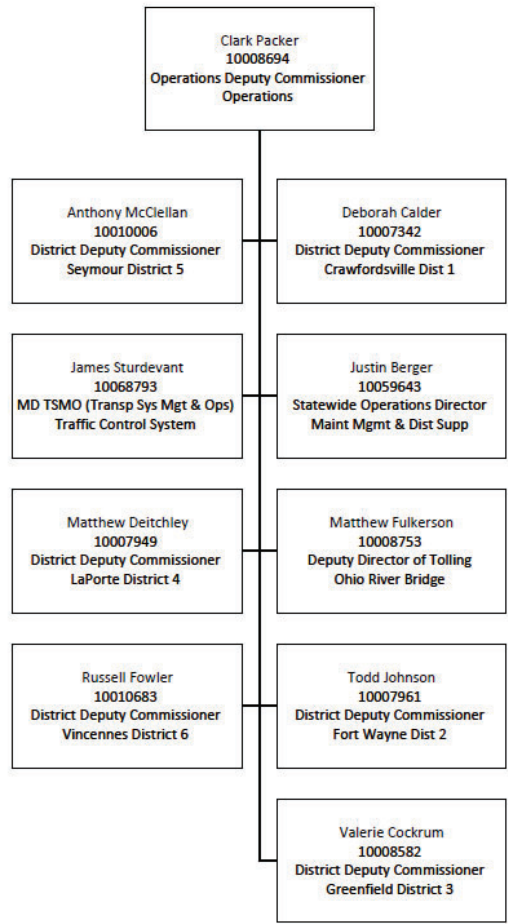 Clark Packer
10008694
Operations Deputy Commissioner
Operations
Anthony McClellan
10010006
District Deputy Commissioner
Seymour District 5
Deborah Calder
10007342
District Deputy Commissioner
Crawfordsville Dist 1
James Sturdevant
10068793
MD TSMO (Transp Sys Mgt & Ops)
Traffic Control System
Justin Berger
10059643
Statewide Operations Director
Maint Mgmt & Dist Supp
Matthew Deitchley
10007949
District Deputy Commissioner
LaPorte District 4
Matthew Fulkerson
10008753
Deputy Director of Tolling
Ohio River Bridge
Russell Fowler
10010683
District Deputy Commissioner
Vincennes District 6
Todd Johnson
10007961
District Deputy Commissioner
Fort Wayne Dist 2
Valerie Cockrum
10008582
District Deputy Commissioner
Greenfield District 3